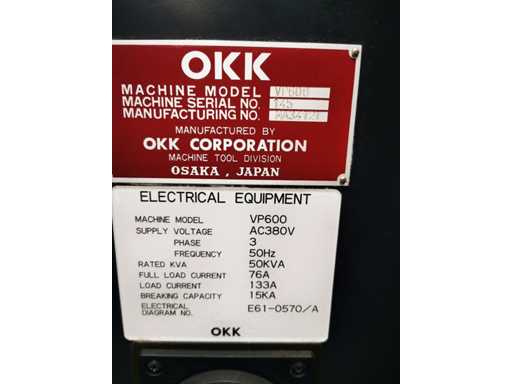 OKK
MACHINE MODEL VP600
MACHINE SERIAL NO. 145
MANUFACTURING NO.
MANUFACTURED BY
OKK CORPORATION
MACHINE TOOL DIVISION
OSAKA , JAPAN
ELECTRICAL EQUIPMENT
MACHINE MODEL VP600
SUPPLY VOLTAGE AC380V
PHASE 3
FREQUENCY 50Hz
RATED KVA 50KVA
FULL LOAD CURRENT 76A
LOAD CURRENT 133A
BREAKING CAPACITY 15KA
ELECTRICAL
DIAGRAM NO. E61-0570/A
OKK